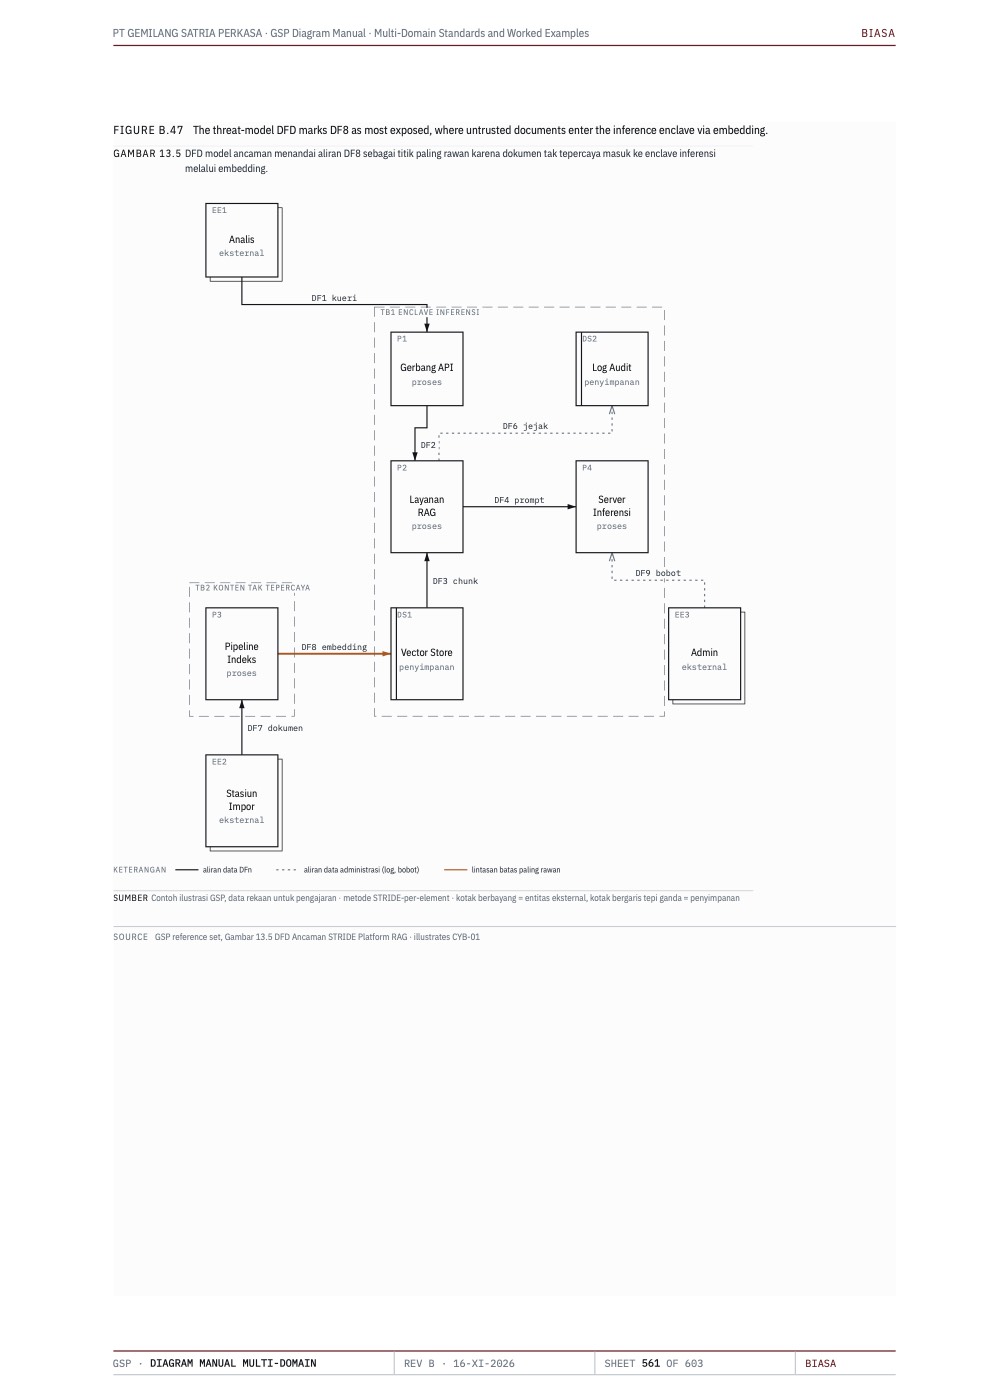 PT GEMILANG SATRIA PERKASA · GSP Diagram Manual · Multi-Domain Standards and Worked Examples
BIASA
FIGURE B.47 The threat-model DFD marks DF8 as most exposed, where untrusted documents enter the inference enclave via embedding.
GAMBAR 13.5 DFD model ancaman menandai aliran DF8 sebagai titik paling rawan karena dokumen tak tepercaya masuk ke enclave inferensi
melalui embedding.
EE1
Analis
eksternal
DF1 kueri
TB1 ENCLAVE INFERENSI
P1
Gerbang API
proses
DS2
Log Audit
penyimpanan
DF6 jejak
DF2
P2
Layanan
RAG
proses
DF4 prompt
P4
Server
Inferensi
proses
DF9 bobot
DF3 chunk
TB2 KONTEN TAK TEPERCAYA
P3
Pipeline
Indeks
proses
DF8 embedding
DS1
Vector Store
penyimpanan
EE3
Admin
eksternal
DF7 dokumen
EE2
Stasiun
Impor
eksternal
KETERANGAN aliran data DFn aliran data administrasi (log, bobot) lintasan batas paling rawan
SUMBER Contoh ilustrasi GSP, data rekaan untuk pengajaran · metode STRIDE-per-element · kotak berbayang = entitas eksternal, kotak bergaris tepi ganda = penyimpanan
SOURCE GSP reference set, Gambar 13.5 DFD Ancaman STRIDE Platform RAG · illustrates CYB-01
GSP · DIAGRAM MANUAL MULTI-DOMAIN
REV B · 16-XI-2026
SHEET 561 OF 603
BIASA